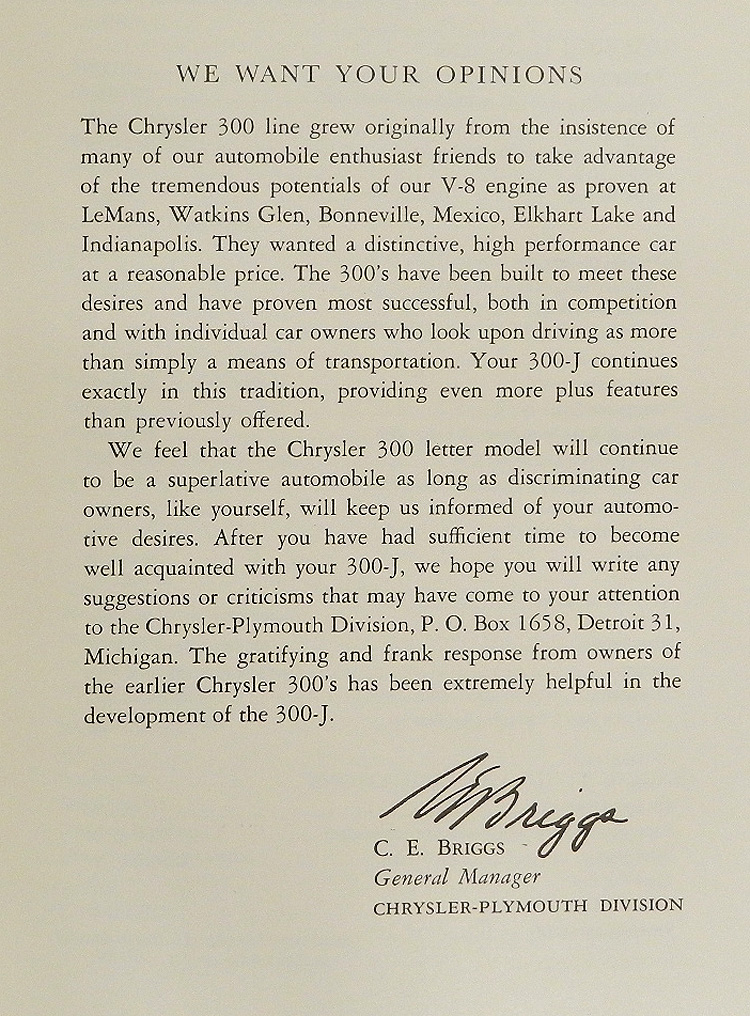 WE WANT YOUR OPINIONS
The Chrysler 300 line grew originally from the insistence of
many of our automobile enthusiast friends to take advantage
of the tremendous potentials of our V-8 engine as proven at
LeMans, Watkins Glen, Bonneville, Mexico, Elkhart Lake and
Indianapolis. They wanted a distinctive, high performance car
at a reasonable price. The 300's have been built to meet these
desires and have proven most successful, both in competition
and with individual car owners who look upon driving as more
than simply a means of transportation. Your 300-J continues
exactly in this tradition, providing even more plus features
than previously offered.
We feel that the Chrysler 300 letter model will continue
to be a superlative automobile as long as discriminating car
owners, like yourself, will keep us informed of your automo-
tive desires. After you have had sufficient time to become
well acquainted with your 300-J, we hope you will write any
suggestions or criticisms that may have come to your attention
to the Chrysler-Plymouth Division, P. O. Box 1658, Detroit 31,
Michigan. The gratifying and frank response from owners of
the earlier Chrysler 300's has been extremely helpful in the
development of the 300-J.
CEBriggs
C. E. BRIGGS
General Manager
CHRYSLER-PLYMOUTH DIVISION